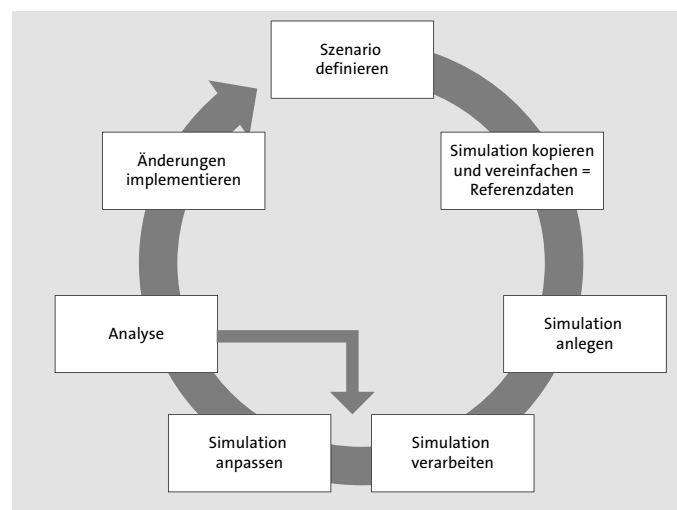 Szenario
definieren
Simulation kopieren
und vereinfachen =
Referenzdaten
Simulation
anlegen
Simulation
verarbeiten
Simulation
anpassen
Analyse
Änderungen
implementieren